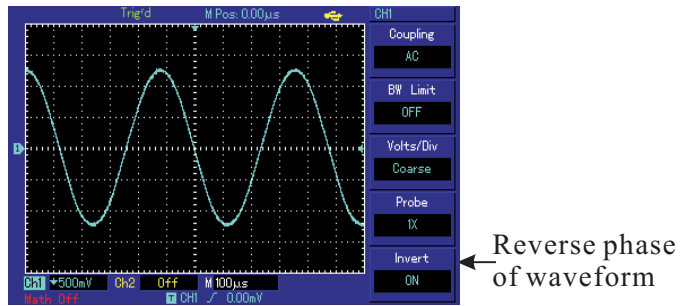 Trig'd M Pos: 0.00μs CH1
Coupling
AC
BW Limit
OFF
Volts/Div
Coarse
Probe
1X
Invert
ON
Reverse phase
of waveform
1
Ch1 500mV Ch2 Off M 100μs
Math Off T CH1 0.00mV